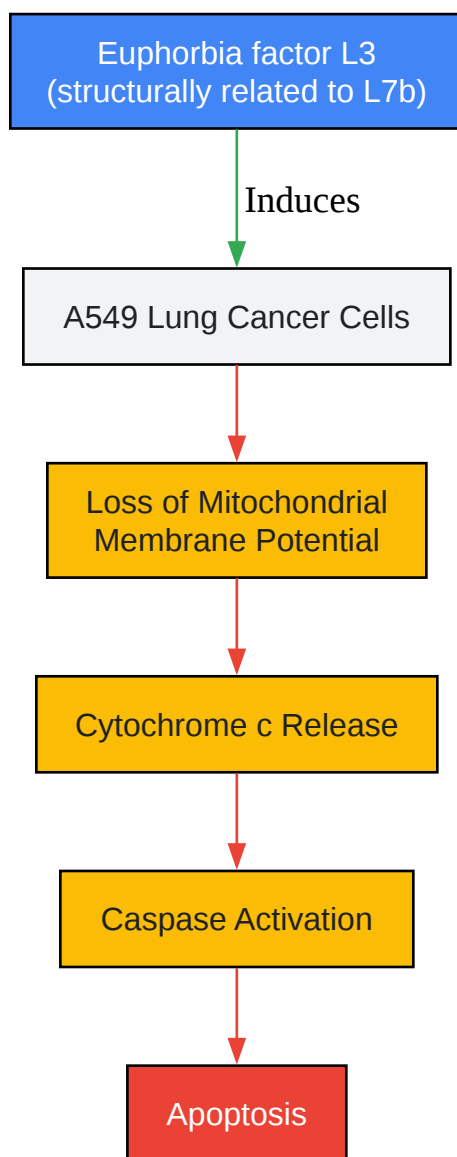 Euphorbia factor L3
(structurally related to L7b)
Induces
A549 Lung Cancer Cells
Loss of Mitochondrial
Membrane Potential
Cytochrome c Release
Caspase Activation
Apoptosis